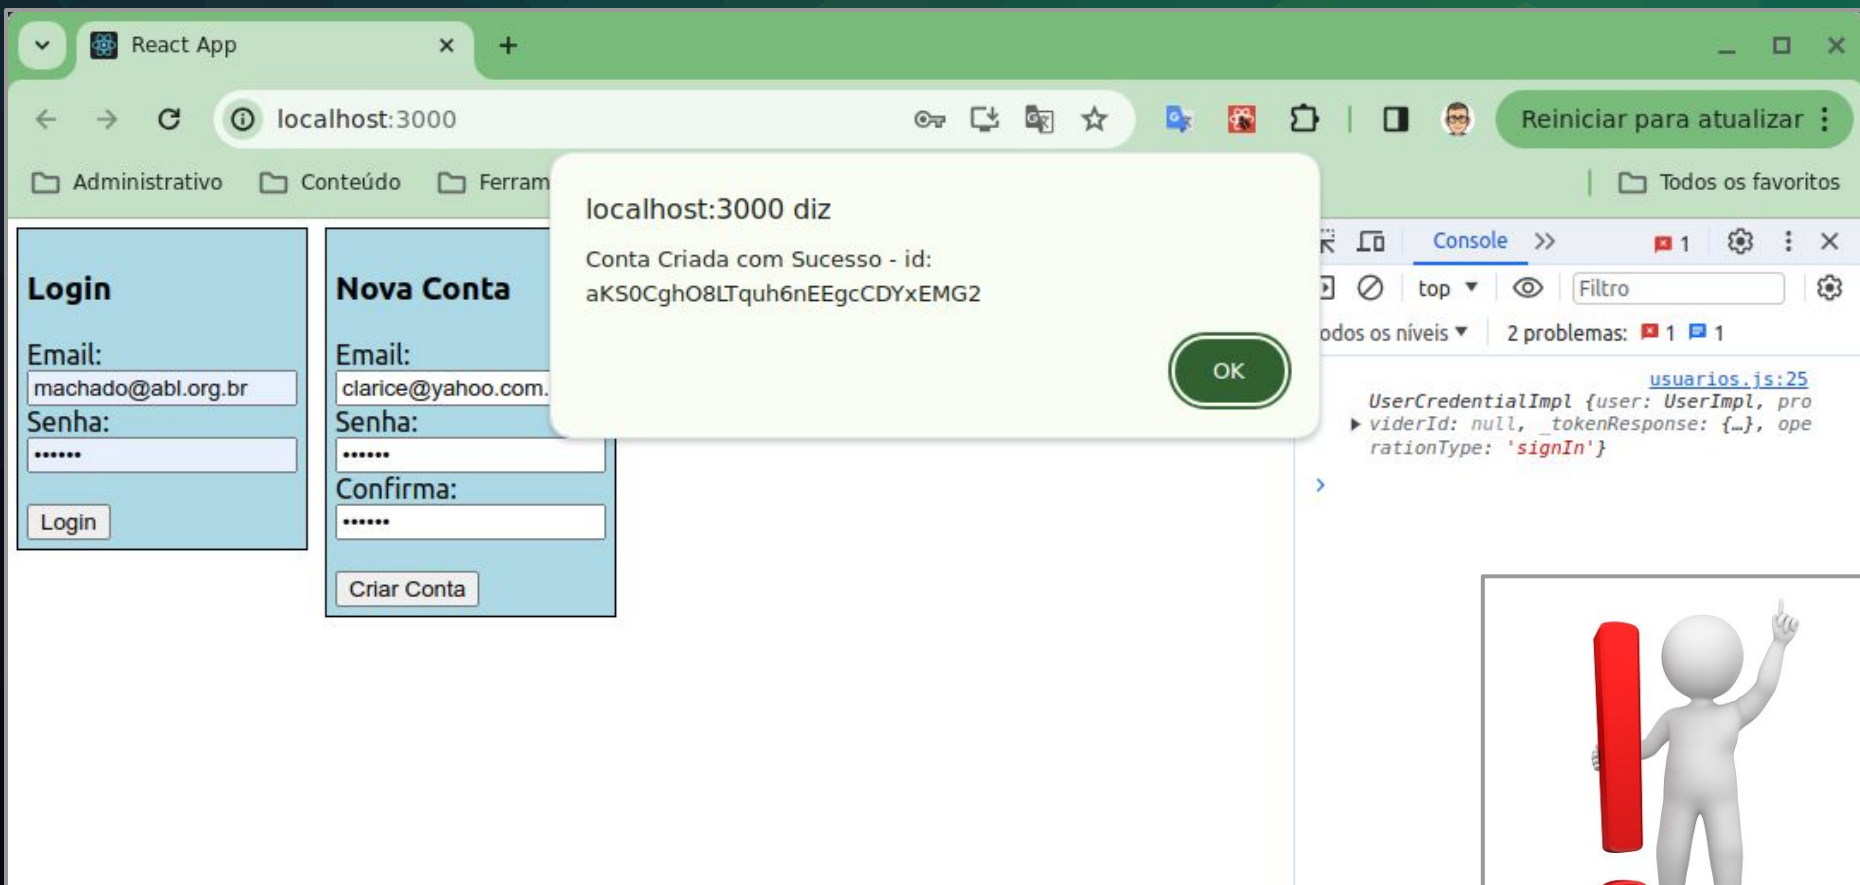 React App
localhost:3000
Reiniciar para atualizar
Administrativo
Conteúdo
Ferram
Todos os favoritos
localhost:3000 diz
Conta Criada com Sucesso - id:
aKS0CghO8LTquh6nEEgcCDYxEMG2
OK
Login
Email:
machado@abl.org.br
Senha:
••••••
Login
Nova Conta
Email:
clarice@yahoo.com.
Senha:
••••••
Confirma:
••••••
Criar Conta
Console
1
top
Filtro
odos os níveis
2 problemas: 1 1
usuarios.js:25
UserCredentialImpl {user: UserImpl, pro
viderId: null, _tokenResponse: {…}, ope
rationType: 'signIn'}